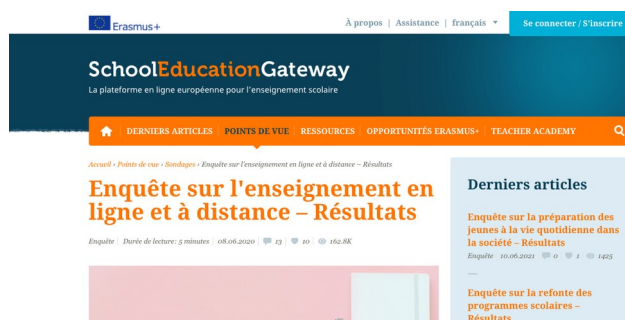 Erasmus+
À propos | Assistance | français
Se connecter / S'inscrire
SchoolEducationGateway
La plateforme en ligne européenne pour l'enseignement scolaire
DERNIERS ARTICLES | POINTS DE VUE | RESSOURCES | OPPORTUNITÉS ERASMUS+ | TEACHER ACADEMY
Accueil › Points de vue › Sondages › Enquête sur l'enseignement en ligne et à distance – Résultats
Enquête sur l'enseignement en
ligne et à distance – Résultats
Enquête | Durée de lecture: 5 minutes | 08.06.2020 | 13 | 10 | 162.8K
Derniers articles
Enquête sur la préparation des
jeunes à la vie quotidienne dans
la société – Résultats
Enquête 10.06.2021 0 1 1425
Enquête sur la refonte des
programmes scolaires –
Résultats